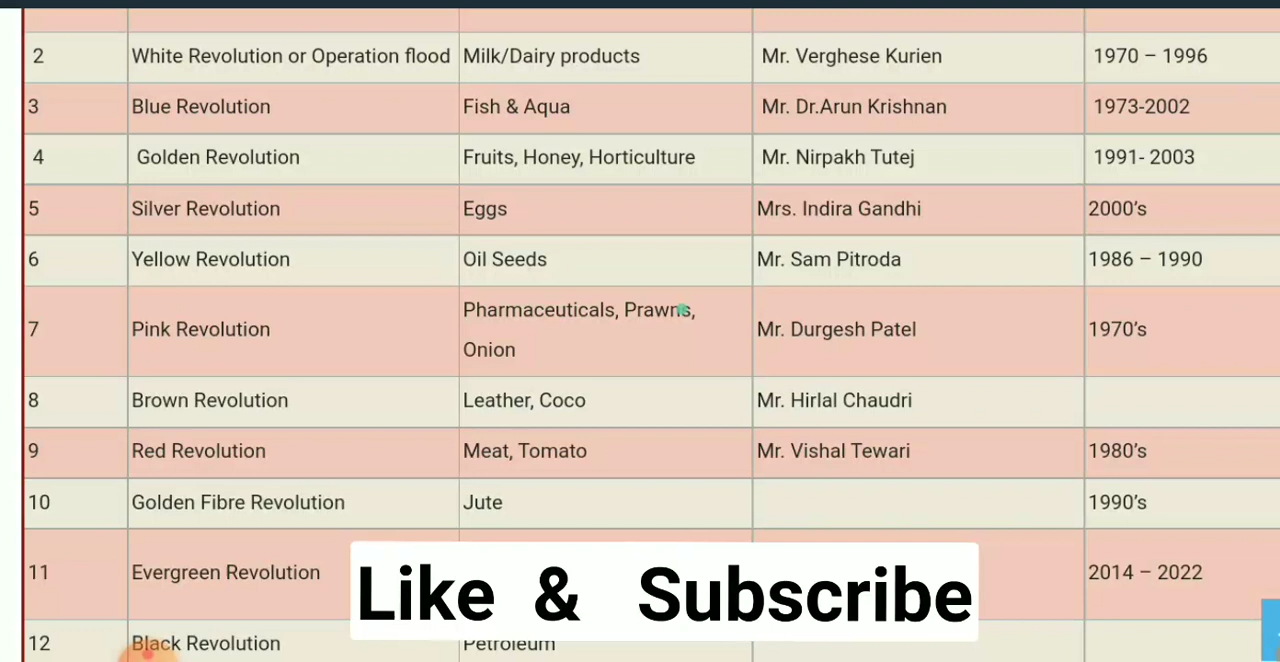 2 White Revolution or Operation flood Milk/Dairy products Mr. Verghese Kurien 1970 – 1996
3 Blue Revolution Fish & Aqua Mr. Dr.Arun Krishnan 1973-2002
4 Golden Revolution Fruits, Honey, Horticulture Mr. Nirpakh Tutej 1991- 2003
5 Silver Revolution Eggs Mrs. Indira Gandhi 2000’s
6 Yellow Revolution Oil Seeds Mr. Sam Pitroda 1986 – 1990
7 Pink Revolution Pharmaceuticals, Prawns, Mr. Durgesh Patel 1970’s
Onion
8 Brown Revolution Leather, Coco Mr. Hirlal Chaudri
9 Red Revolution Meat, Tomato Mr. Vishal Tewari 1980’s
10 Golden Fibre Revolution Jute 1990’s
11 Evergreen Revolution 2014 – 2022
Like & Subscribe
12 Black Revolution Petroleum